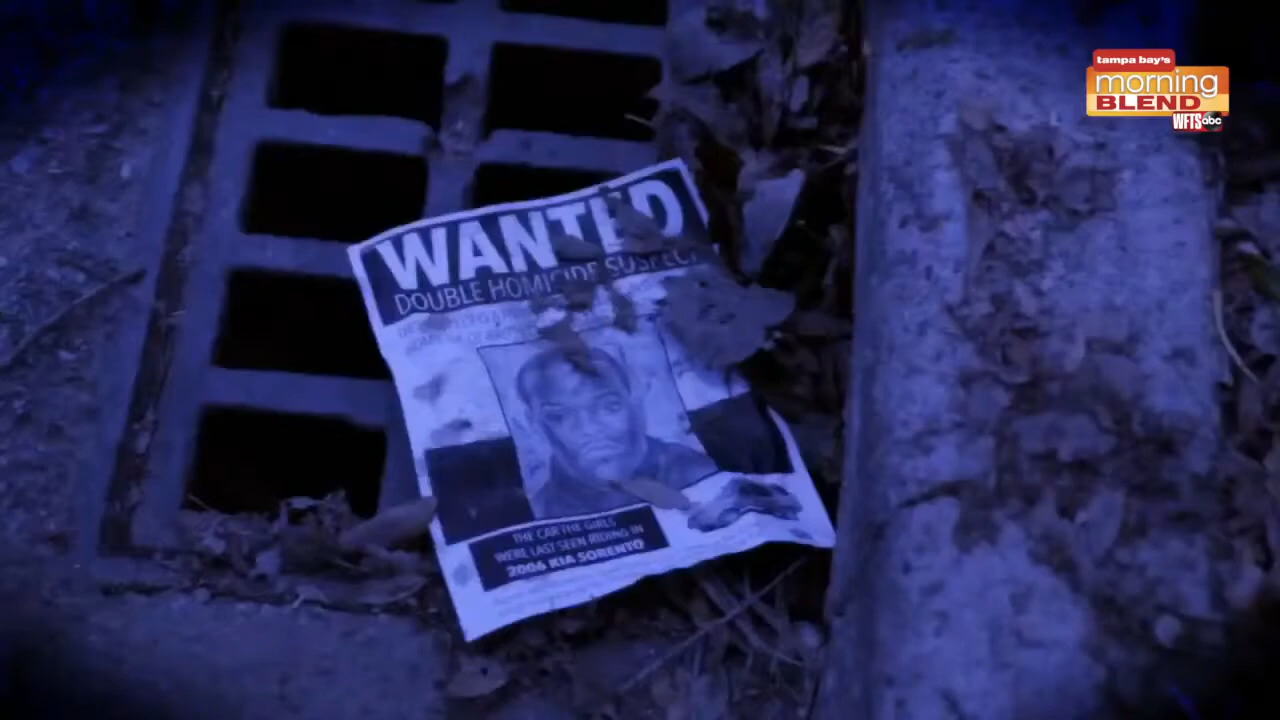 tampa bay's
morning
BLEND
WFTS abc
WANTED
DOUBLE HOMICIDE SUSPECT
THE CAR THE GIRLS
WERE LAST SEEN RIDING IN
2006 KIA SORENTO